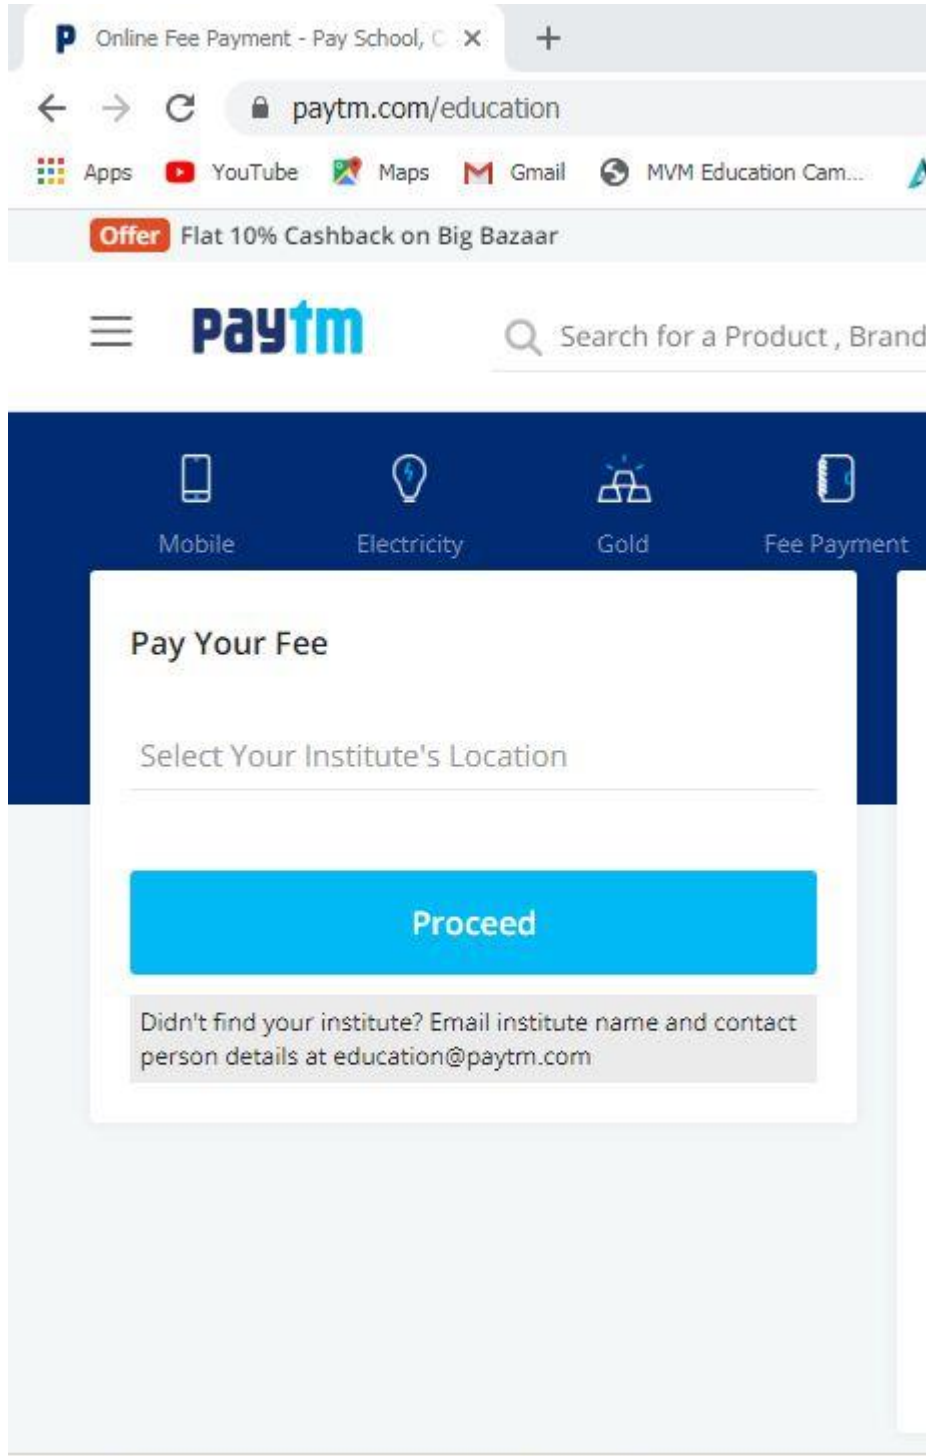 Online Fee Payment - Pay School, C
paytm.com/education
Apps YouTube Maps Gmail MVM Education Cam...
Offer Flat 10% Cashback on Big Bazaar
paytm Search for a Product , Brand
Mobile Electricity Gold Fee Payment
Pay Your Fee
Select Your Institute's Location
Proceed
Didn't find your institute? Email institute name and contact
person details at education@paytm.com